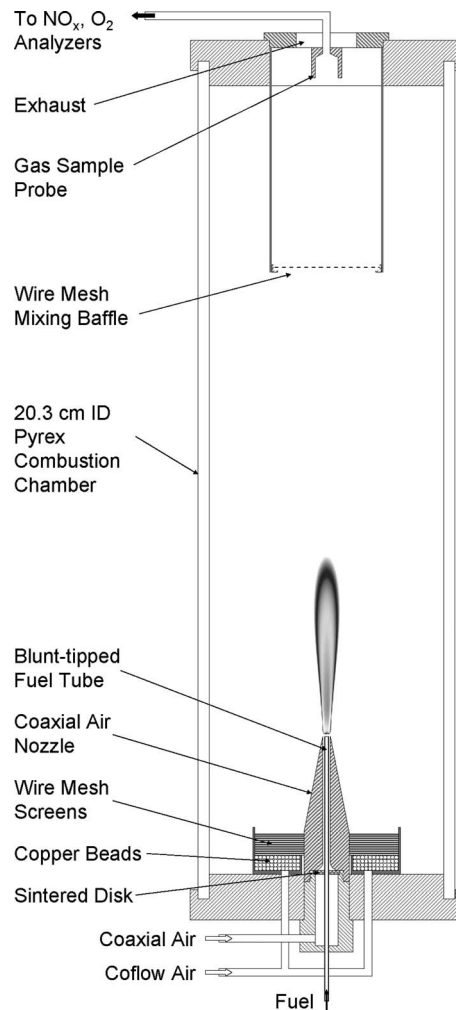 To NOx, O2
Analyzers
Exhaust
Gas Sample
Probe
Wire Mesh
Mixing Baffle
20.3 cm ID
Pyrex
Combustion
Chamber
Blunt-tipped
Fuel Tube
Coaxial Air
Nozzle
Wire Mesh
Screens
Copper Beads
Sintered Disk
Coaxial Air
Coflow Air
Fuel